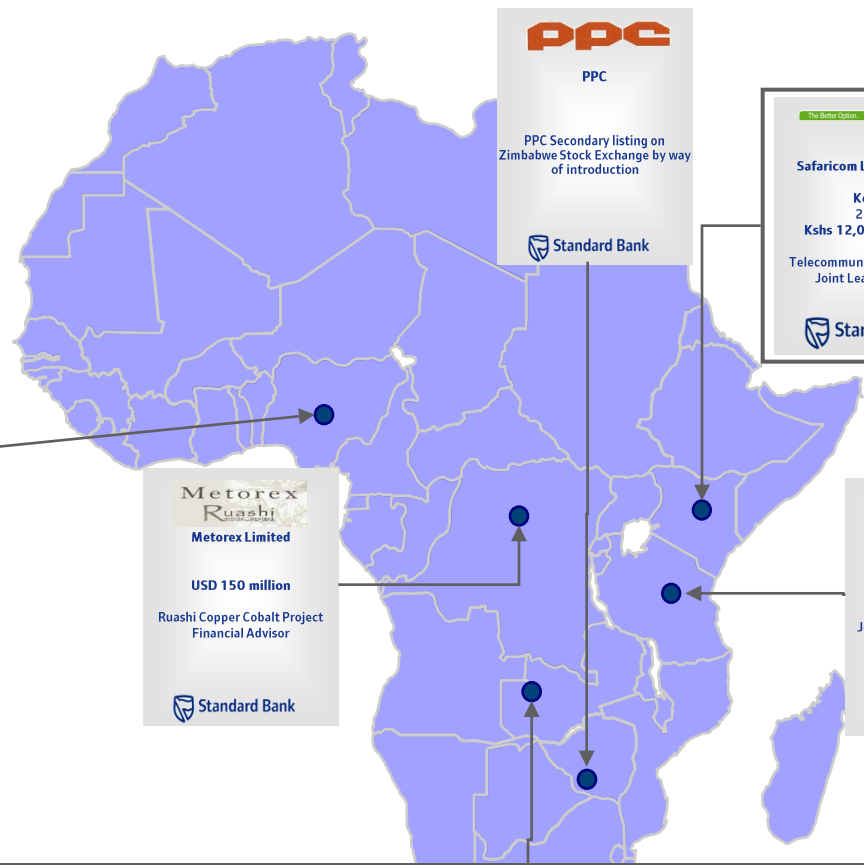 ppc
PPC
PPC Secondary listing on
Zimbabwe Stock Exchange by way
of introduction
Standard Bank
The Better Option.
Safaricom L
K
2
Kshs 12,0
Telecommun
Joint Lea
Star
Metorex
Ruashi
Metorex Limited
USD 150 million
Ruashi Copper Cobalt Project
Financial Advisor
Standard Bank
J